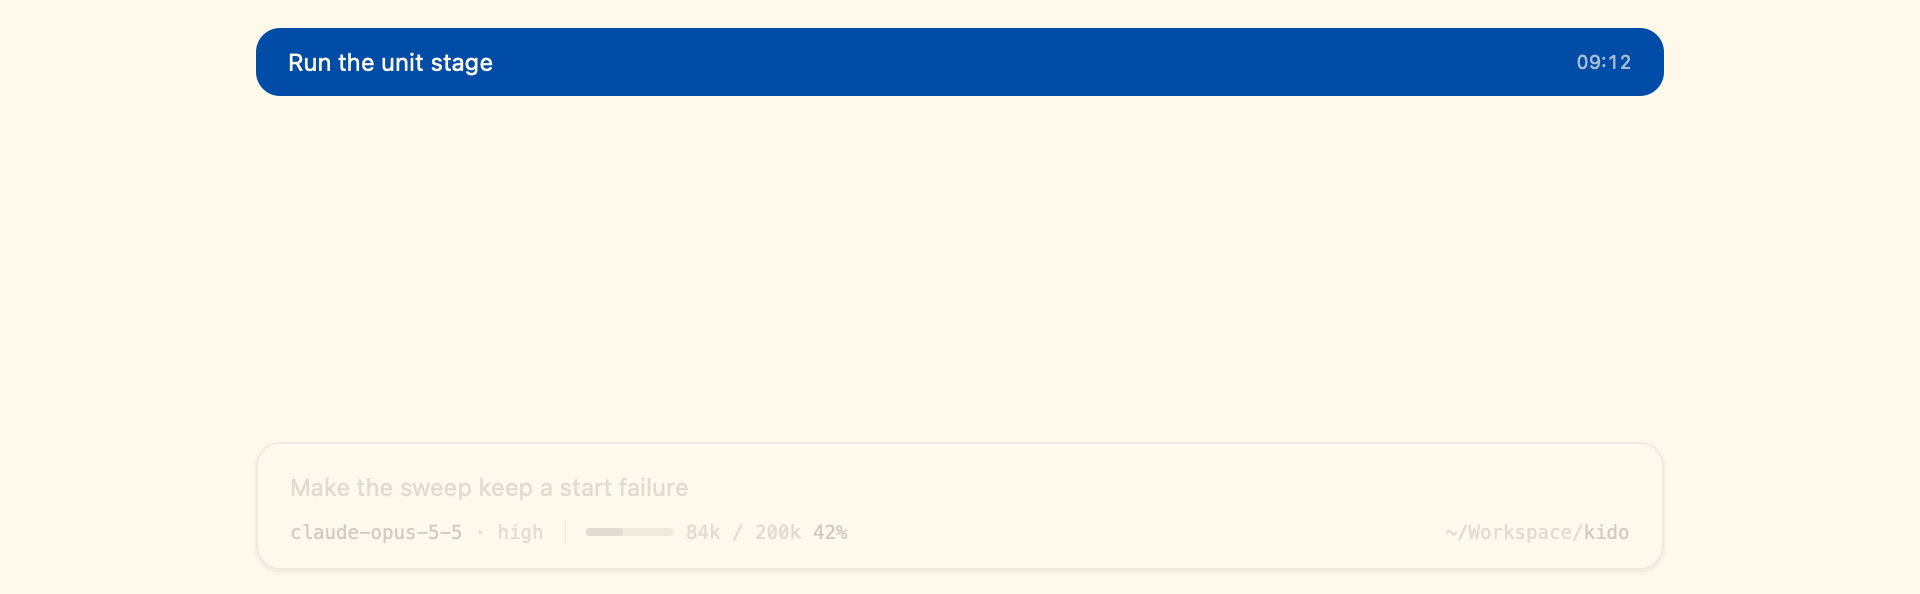 Run the unit stage 09:12
Make the sweep keep a start failure
claude-opus-5-5 · high 84k / 200k 42% ~/Workspace/kido